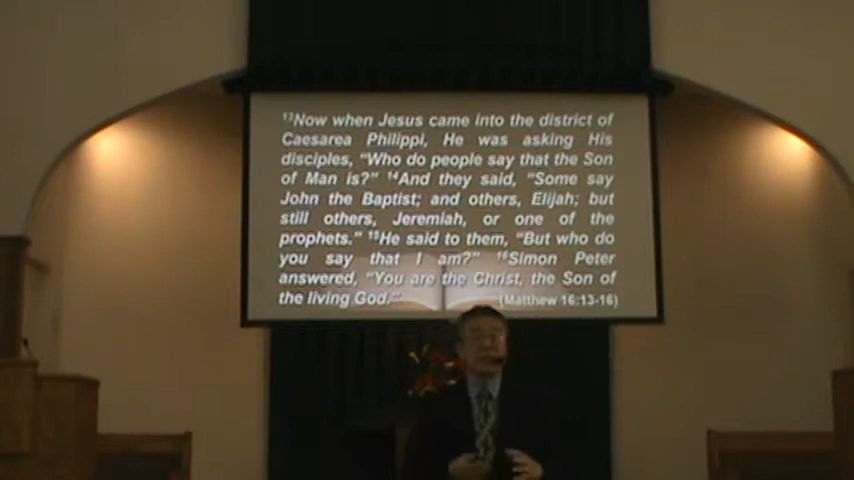 ¹³Now when Jesus came into the district of
Caesarea Philippi, He was asking His
disciples, "Who do people say that the Son
of Man is?" ¹⁴And they said, "Some say
John the Baptist; and others, Elijah; but
still others, Jeremiah, or one of the
prophets." ¹⁵He said to them, "But who do
you say that I am?" ¹⁶Simon Peter
answered, "You are the Christ, the Son of
the living God."
(Matthew 16:13-16)